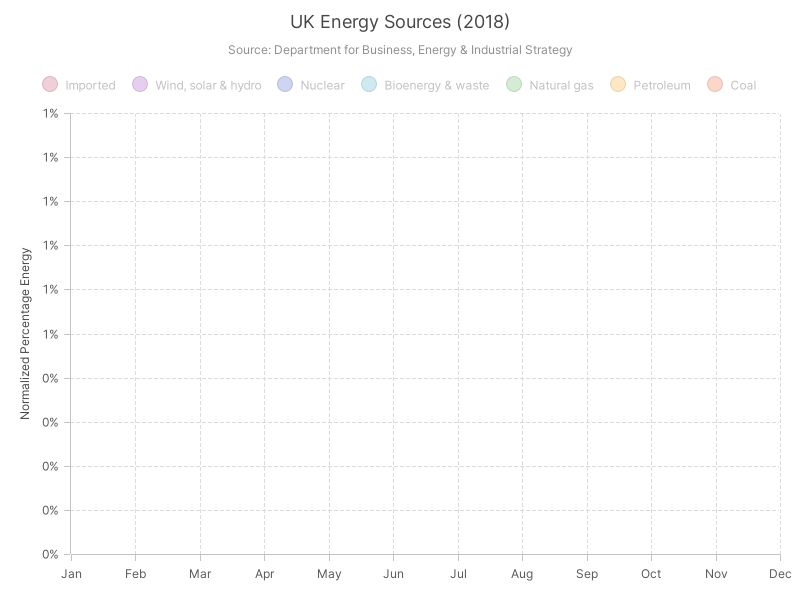 UK Energy Sources (2018)
Source: Department for Business, Energy & Industrial Strategy
Imported Wind, solar & hydro Nuclear Bioenergy & waste Natural gas Petroleum Coal
Normalized Percentage Energy
1%
1%
1%
1%
1%
1%
0%
0%
0%
0%
0%
Jan Feb Mar Apr May Jun Jul Aug Sep Oct Nov Dec